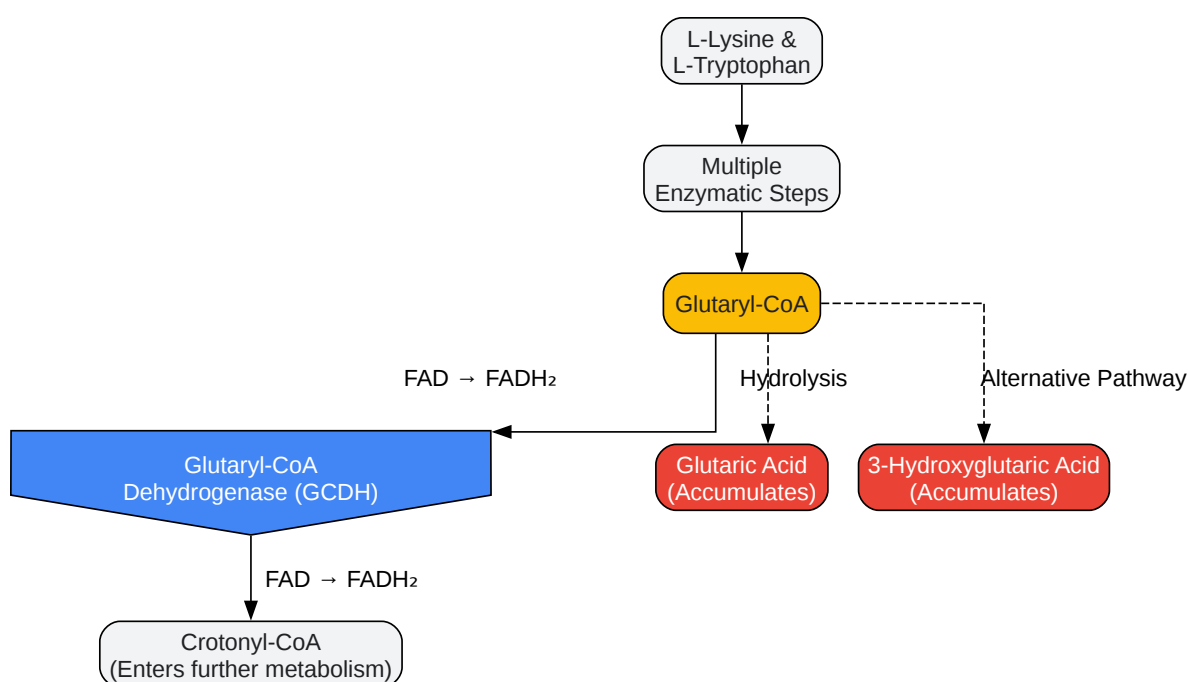 L-Lysine &
L-Tryptophan
Multiple
Enzymatic Steps
Glutaryl-CoA
FAD → FADH₂
Hydrolysis
Alternative Pathway
Glutaryl-CoA
Dehydrogenase (GCDH)
Glutaric Acid
(Accumulates)
3-Hydroxyglutaric Acid
(Accumulates)
FAD → FADH₂
Crotonyl-CoA
(Enters further metabolism)